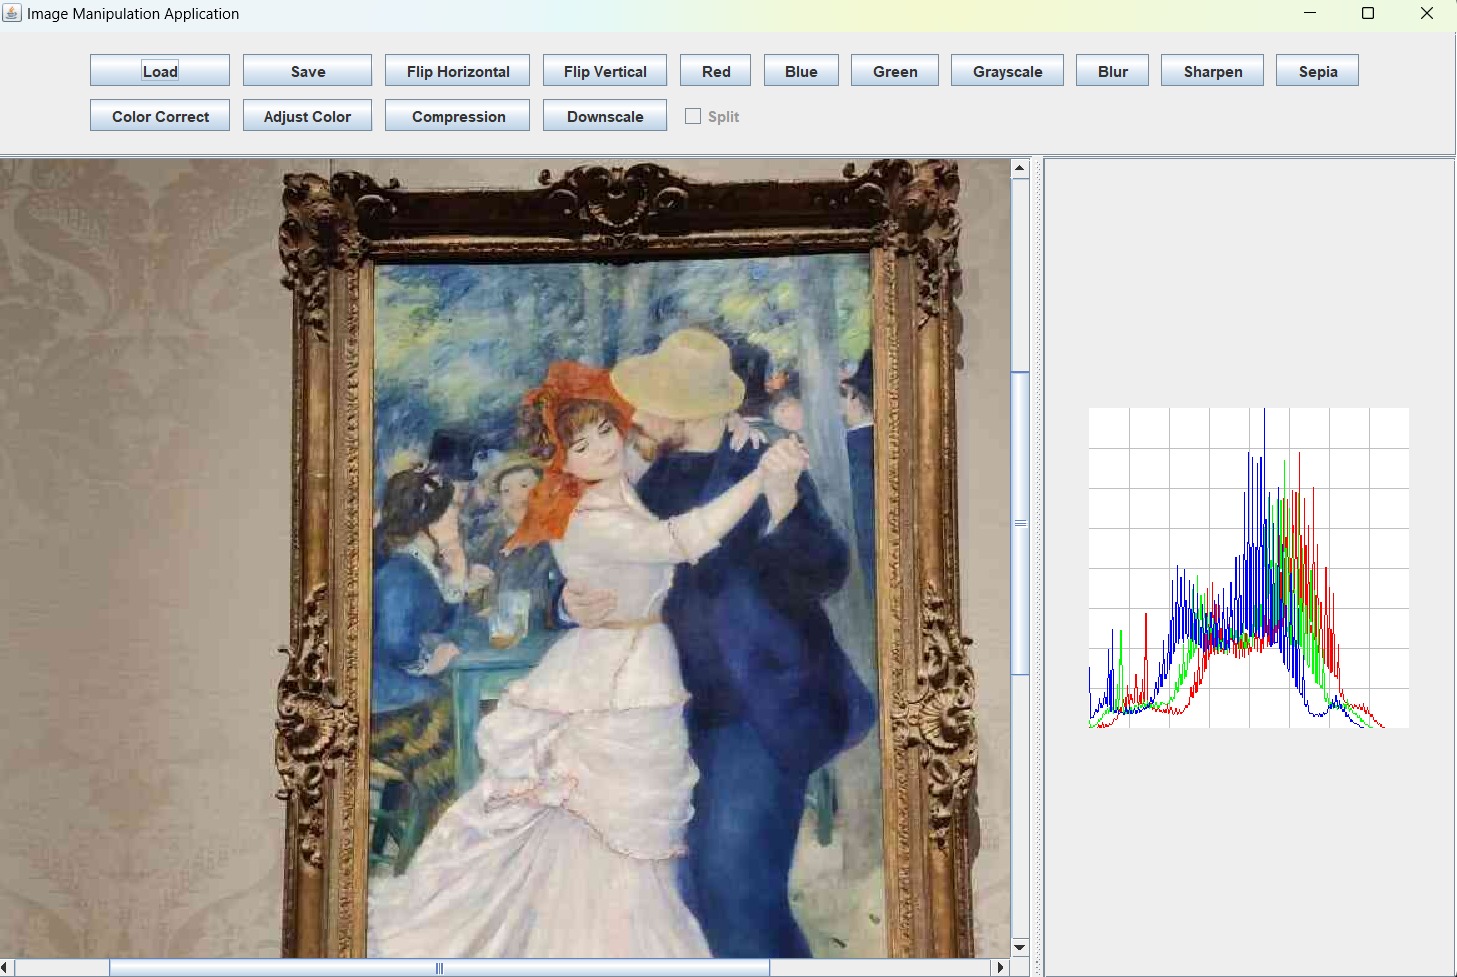 Image Manipulation Application
Load Save Flip Horizontal Flip Vertical Red Blue Green Grayscale Blur Sharpen Sepia
Color Correct Adjust Color Compression Downscale Split